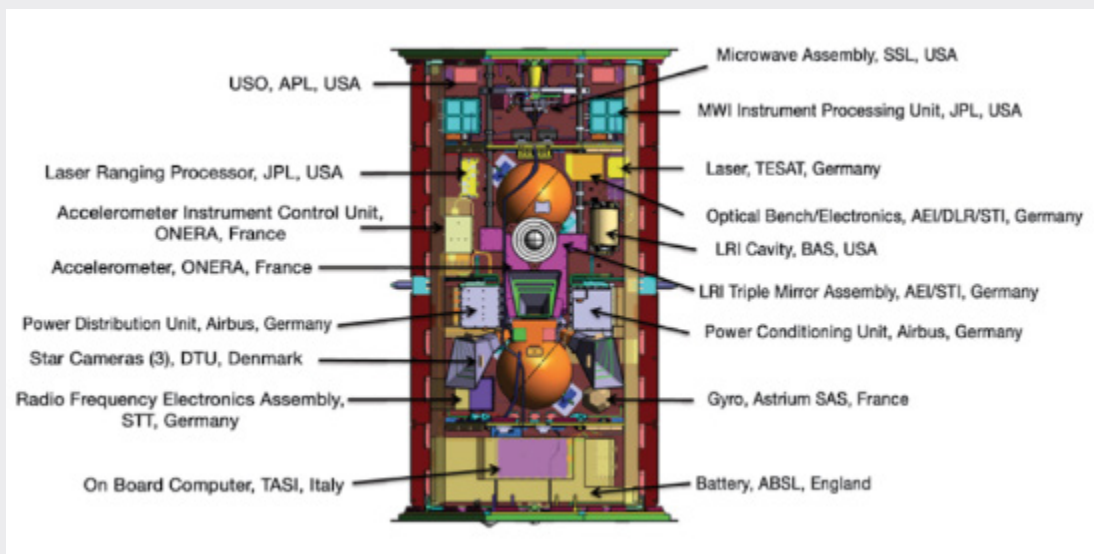 USO, APL, USA
Laser Ranging Processor, JPL, USA
Accelerometer Instrument Control Unit,
ONERA, France
Accelerometer, ONERA, France
Power Distribution Unit, Airbus, Germany
Star Cameras (3), DTU, Denmark
Radio Frequency Electronics Assembly,
STT, Germany
On Board Computer, TASI, Italy
Microwave Assembly, SSL, USA
MWI Instrument Processing Unit, JPL, USA
Laser, TESAT, Germany
Optical Bench/Electronics, AEI/DLR/STI, Germany
LRI Cavity, BAS, USA
LRI Triple Mirror Assembly, AEI/STI, Germany
Power Conditioning Unit, Airbus, Germany
Gyro, Astrium SAS, France
Battery, ABSL, England